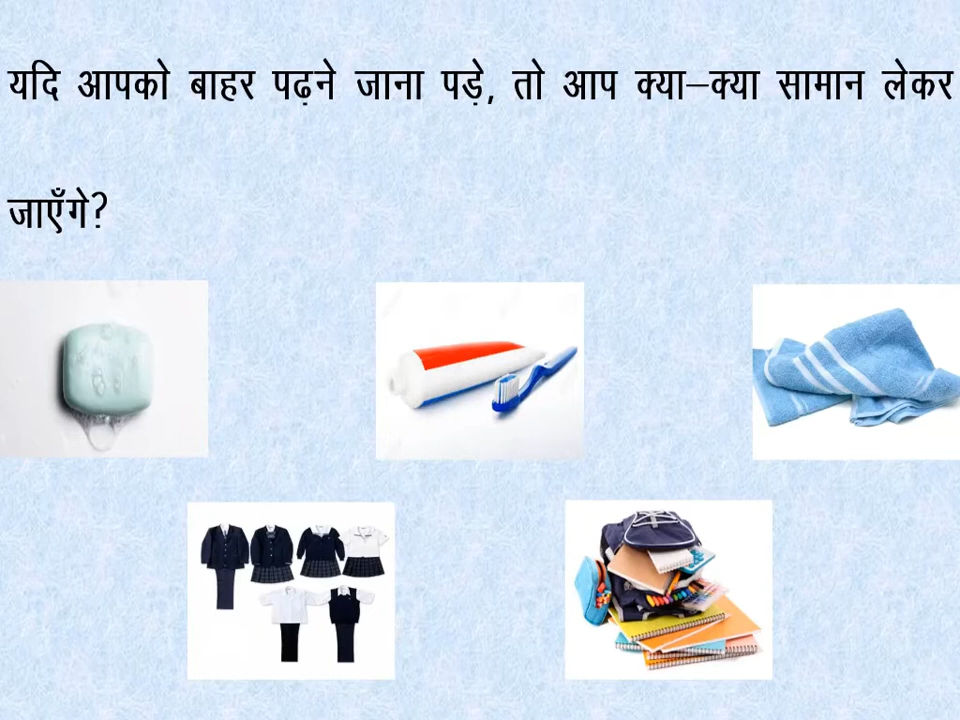 यदि आपको बाहर पढ़ने जाना पड़े, तो आप क्या–क्या सामान लेकर
जाएँगे?